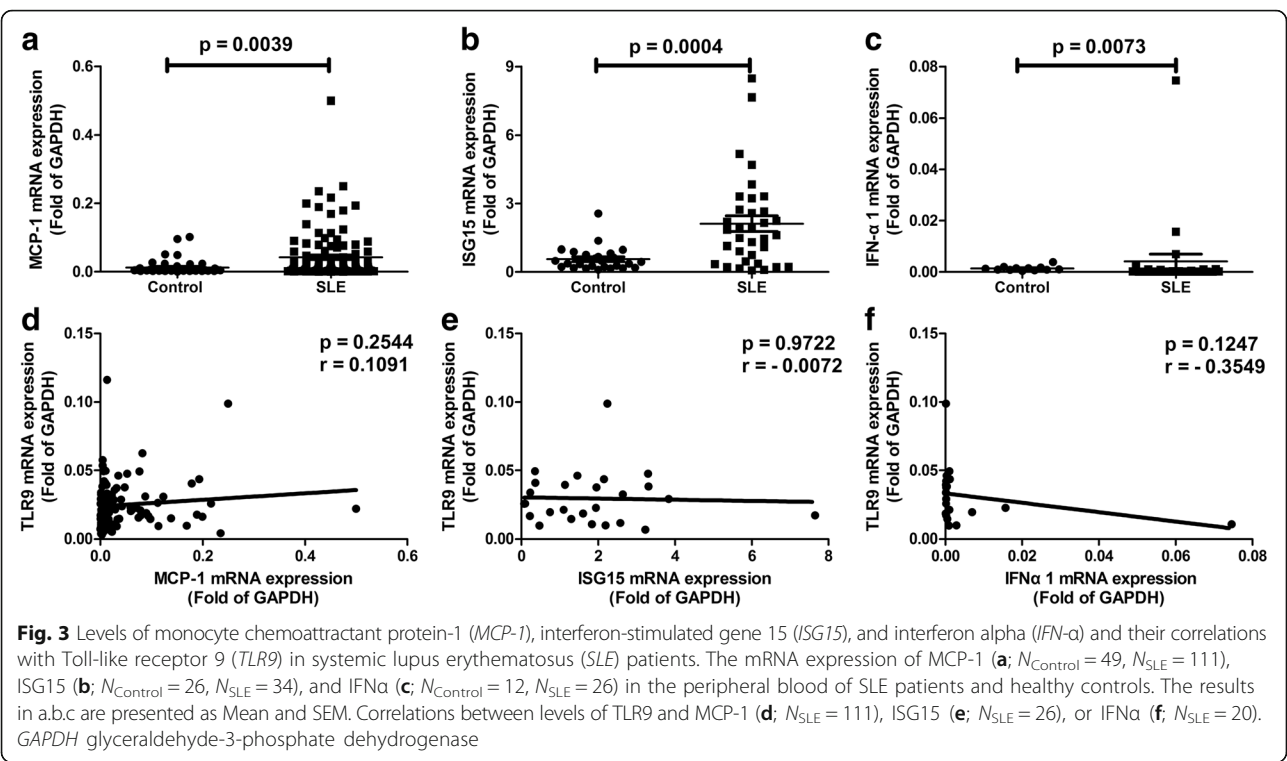 a
p = 0.0039
MCP-1 mRNA expression
(Fold of GAPDH)
0.6
0.4
0.2
0.0
Control
SLE
b
p = 0.0004
ISG15 mRNA expression
(Fold of GAPDH)
9
6
3
0
Control
SLE
c
p = 0.0073
IFN-α 1 mRNA expression
(Fold of GAPDH)
0.08
0.06
0.04
0.02
0.00
Control
SLE
d
p = 0.2544
r = 0.1091
TLR9 mRNA expression
(Fold of GAPDH)
0.15
0.10
0.05
0.00
0.0
0.2
0.4
0.6
MCP-1 mRNA expression
(Fold of GAPDH)
e
p = 0.9722
r = - 0.0072
TLR9 mRNA expression
(Fold of GAPDH)
0.15
0.10
0.05
0.00
0
2
4
6
8
ISG15 mRNA expression
(Fold of GAPDH)
f
p = 0.1247
r = - 0.3549
TLR9 mRNA expression
(Fold of GAPDH)
0.15
0.10
0.05
0.00
0.00
0.02
0.04
0.06
0.08
IFNα 1 mRNA expression
(Fold of GAPDH)
Fig. 3 Levels of monocyte chemoattractant protein-1 (MCP-1), interferon-stimulated gene 15 (ISG15), and interferon alpha (IFN-α) and their correlations
with Toll-like receptor 9 (TLR9) in systemic lupus erythematosus (SLE) patients. The mRNA expression of MCP-1 (a; NControl = 49, NSLE = 111),
ISG15 (b; NControl = 26, NSLE = 34), and IFNα (c; NControl = 12, NSLE = 26) in the peripheral blood of SLE patients and healthy controls. The results
in a.b.c are presented as Mean and SEM. Correlations between levels of TLR9 and MCP-1 (d; NSLE = 111), ISG15 (e; NSLE = 26), or IFNα (f; NSLE = 20).
GAPDH glyceraldehyde-3-phosphate dehydrogenase